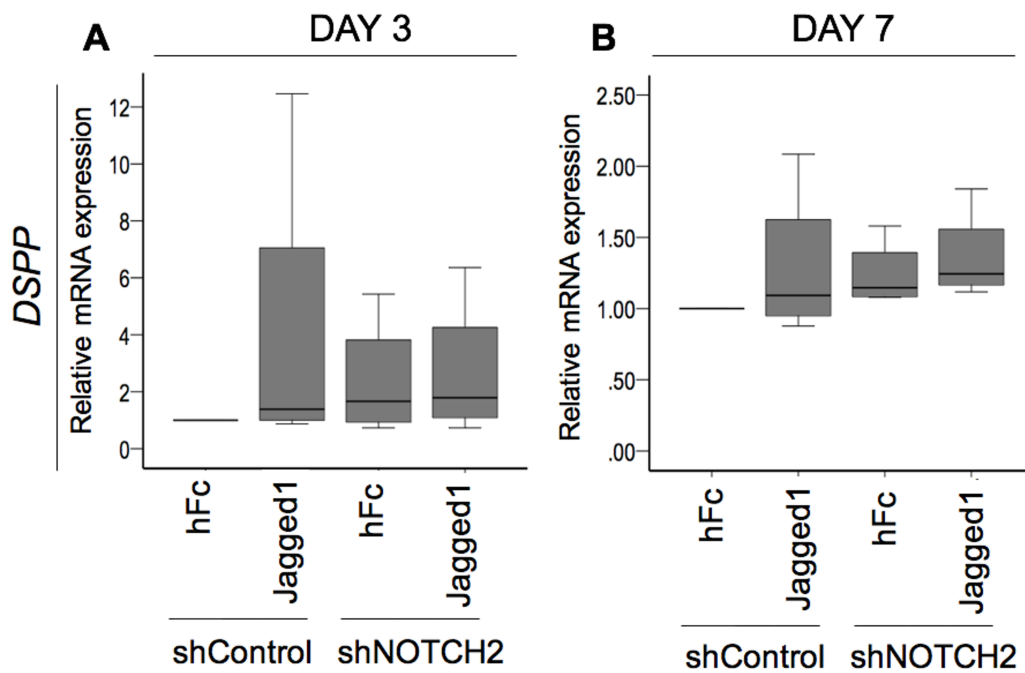 A
DAY 3
DSPP
Relative mRNA expression
12
10
8
6
4
2
0
hFc
Jagged1
hFc
Jagged1
shControl
shNOTCH2
B
DAY 7
Relative mRNA expression
2.50
2.00
1.50
1.00
.50
.00
hFc
Jagged1
hFc
Jagged1
shControl
shNOTCH2